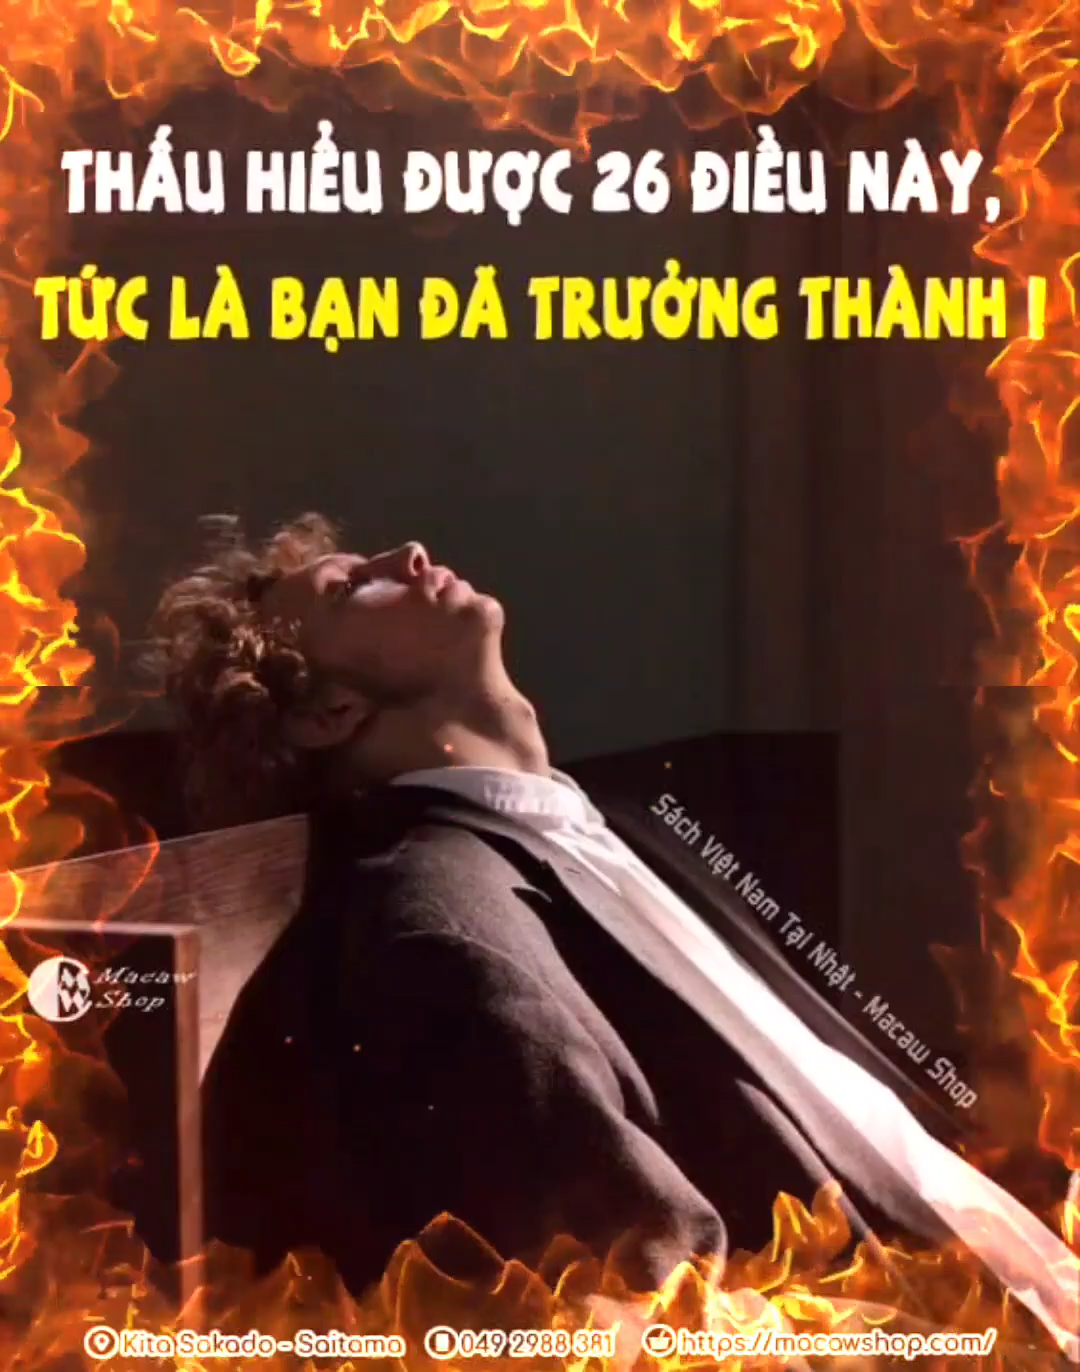 THẤU HIỂU ĐƯỢC 26 ĐIỀU NÀY,
TỨC LÀ BẠN ĐÃ TRƯỞNG THÀNH !
Sách Việt Nam Tại Nhật - Macaw Shop
Macaw
Shop
Kita Sakado - Saitama 049 2988 381 https://macawshop.com/